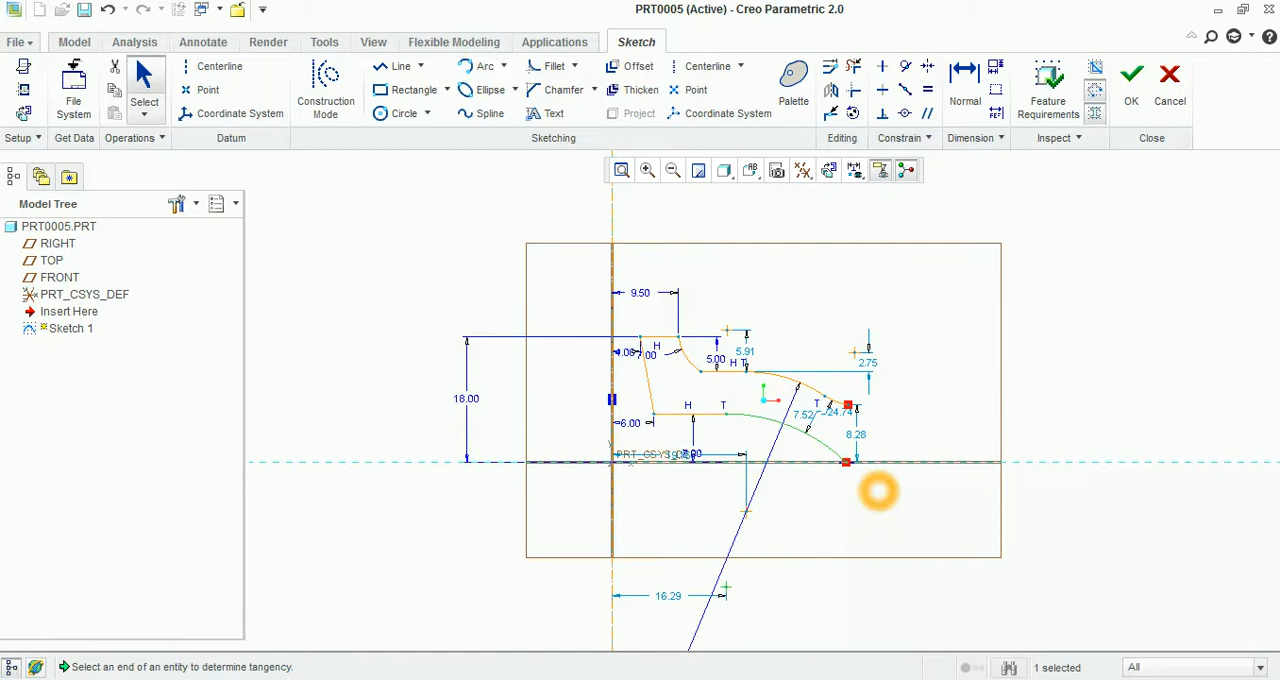 PRT0005 (Active) - Creo Parametric 2.0
File Model Analysis Annotate Render Tools View Flexible Modeling Applications Sketch
Centerline Line Arc Fillet Offset Centerline
Point Rectangle Ellipse Chamfer Thicken Point
Coordinate System Circle Spline Text Project Coordinate System
File System Select Construction Mode Palette Normal Feature Requirements OK Cancel
Setup Get Data Operations Datum Sketching Editing Constrain Dimension Inspect Close
Model Tree
PRT0005.PRT
RIGHT
TOP
FRONT
PRT_CSYS_DEF
Insert Here
Sketch 1
9.50
H
5.00
5.91
H T
2.75
18.00
H
T
T
24.74
7.52
6.00
8.28
PRT_CSYS
16.29
Select an end of an entity to determine tangency.
1 selected
All